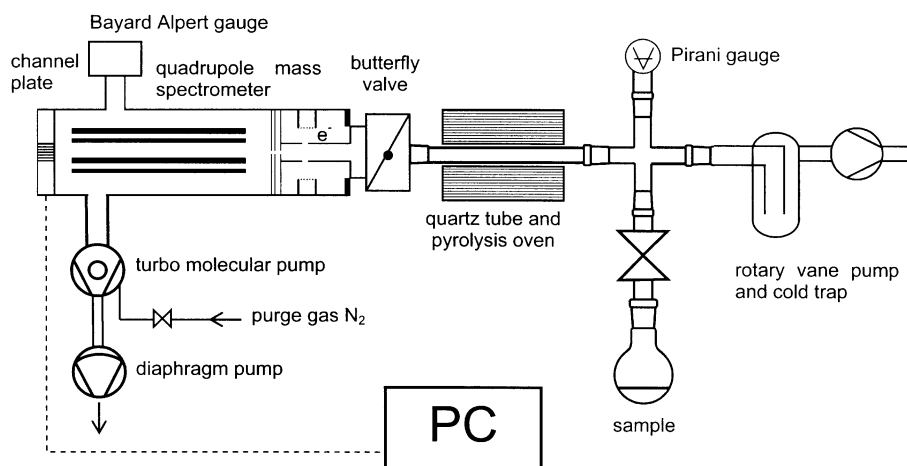 Bayard Alpert gauge
channel
plate
quadrupole mass
spectrometer
butterfly
valve
Pirani gauge
e-
quartz tube and
pyrolysis oven
rotary vane pump
and cold trap
turbo molecular pump
purge gas N₂
diaphragm pump
sample
PC